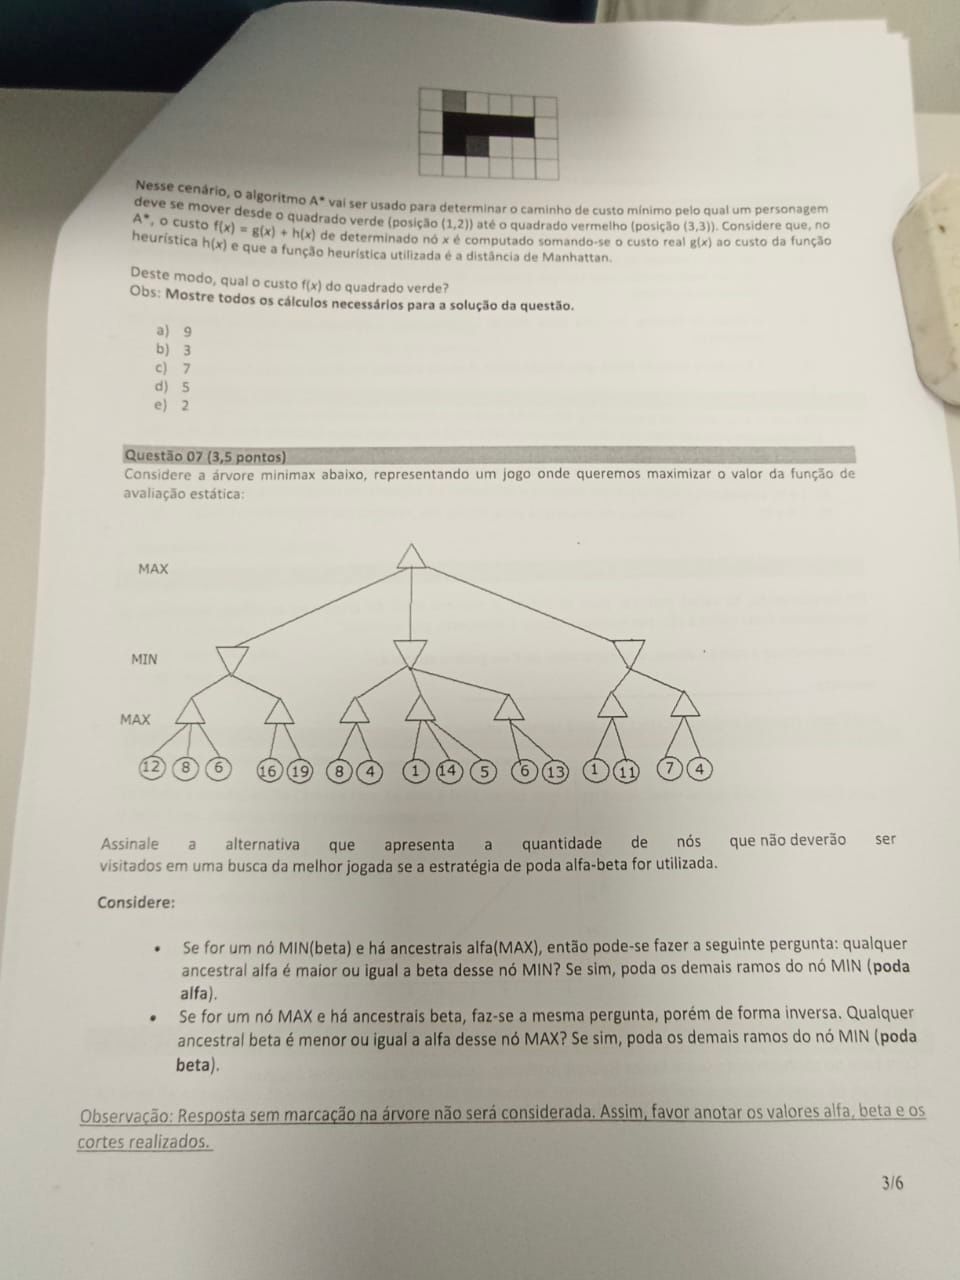 Nesse cenário, o algoritmo A* vai ser usado para determinar o caminho de custo mínimo pelo qual um personagem
deve se mover desde o quadrado verde (posição (1,2)) até o quadrado vermelho (posição (3,3)). Considere que, no
A*, o custo f(x) = g(x) + h(x) de determinado nó x é computado somando-se o custo real g(x) ao custo da função
heurística h(x) e que a função heurística utilizada é a distância de Manhattan.
Deste modo, qual o custo f(x) do quadrado verde?
Obs: Mostre todos os cálculos necessários para a solução da questão.
a) 9
b) 3
c) 7
d) 5
e) 2
Questão 07 (3,5 pontos)
Considere a árvore minimax abaixo, representando um jogo onde queremos maximizar o valor da função de
avaliação estática:
MAX
MIN
MAX
12 8 6 16 19 8 4 1 14 5 6 13 1 11 7 4
Assinale a alternativa que apresenta a quantidade de nós que não deverão ser
visitados em uma busca da melhor jogada se a estratégia de poda alfa-beta for utilizada.
Considere:
• Se for um nó MIN(beta) e há ancestrais alfa(MAX), então pode-se fazer a seguinte pergunta: qualquer
ancestral alfa é maior ou igual a beta desse nó MIN? Se sim, poda os demais ramos do nó MIN (poda
alfa).
• Se for um nó MAX e há ancestrais beta, faz-se a mesma pergunta, porém de forma inversa. Qualquer
ancestral beta é menor ou igual a alfa desse nó MAX? Se sim, poda os demais ramos do nó MIN (poda
beta).
Observação: Resposta sem marcação na árvore não será considerada. Assim, favor anotar os valores alfa, beta e os
cortes realizados.
3/6